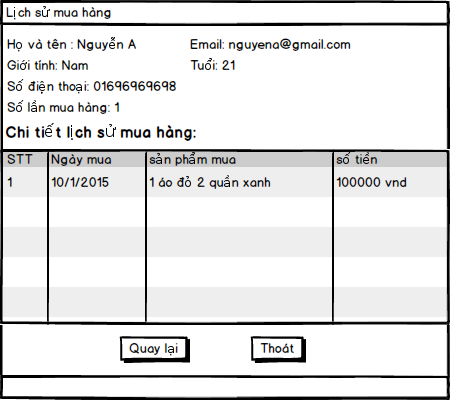 Lịch sử mua hàng
Họ và tên : Nguyễn A Email: nguyena@gmail.com
Giới tính: Nam Tuổi: 21
Số điện thoại: 01696969698
Số lần mua hàng: 1
Chi tiết lịch sử mua hàng:
STT Ngày mua sản phẩm mua số tiền
1 10/1/2015 1 áo đỏ 2 quần xanh 100000 vnd
Quay lại Thoát